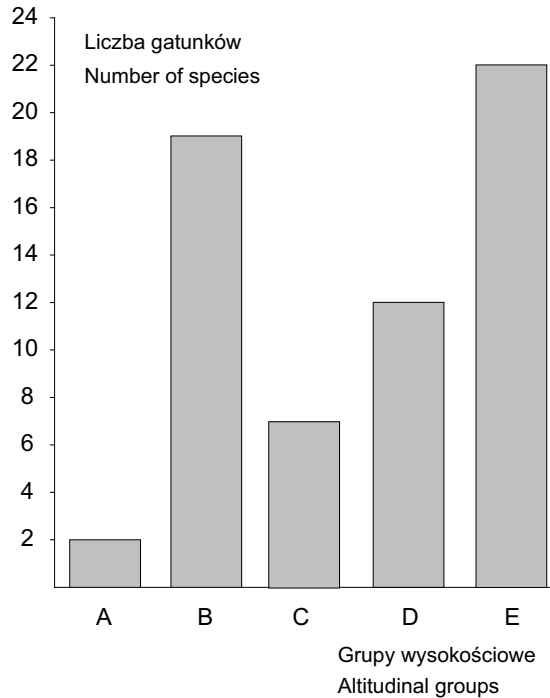 24
Liczba gatunków
22
Number of species
20
18
16
14
12
10
8
6
4
2
A B C D E
Grupy wysokościowe
Altitudinal groups